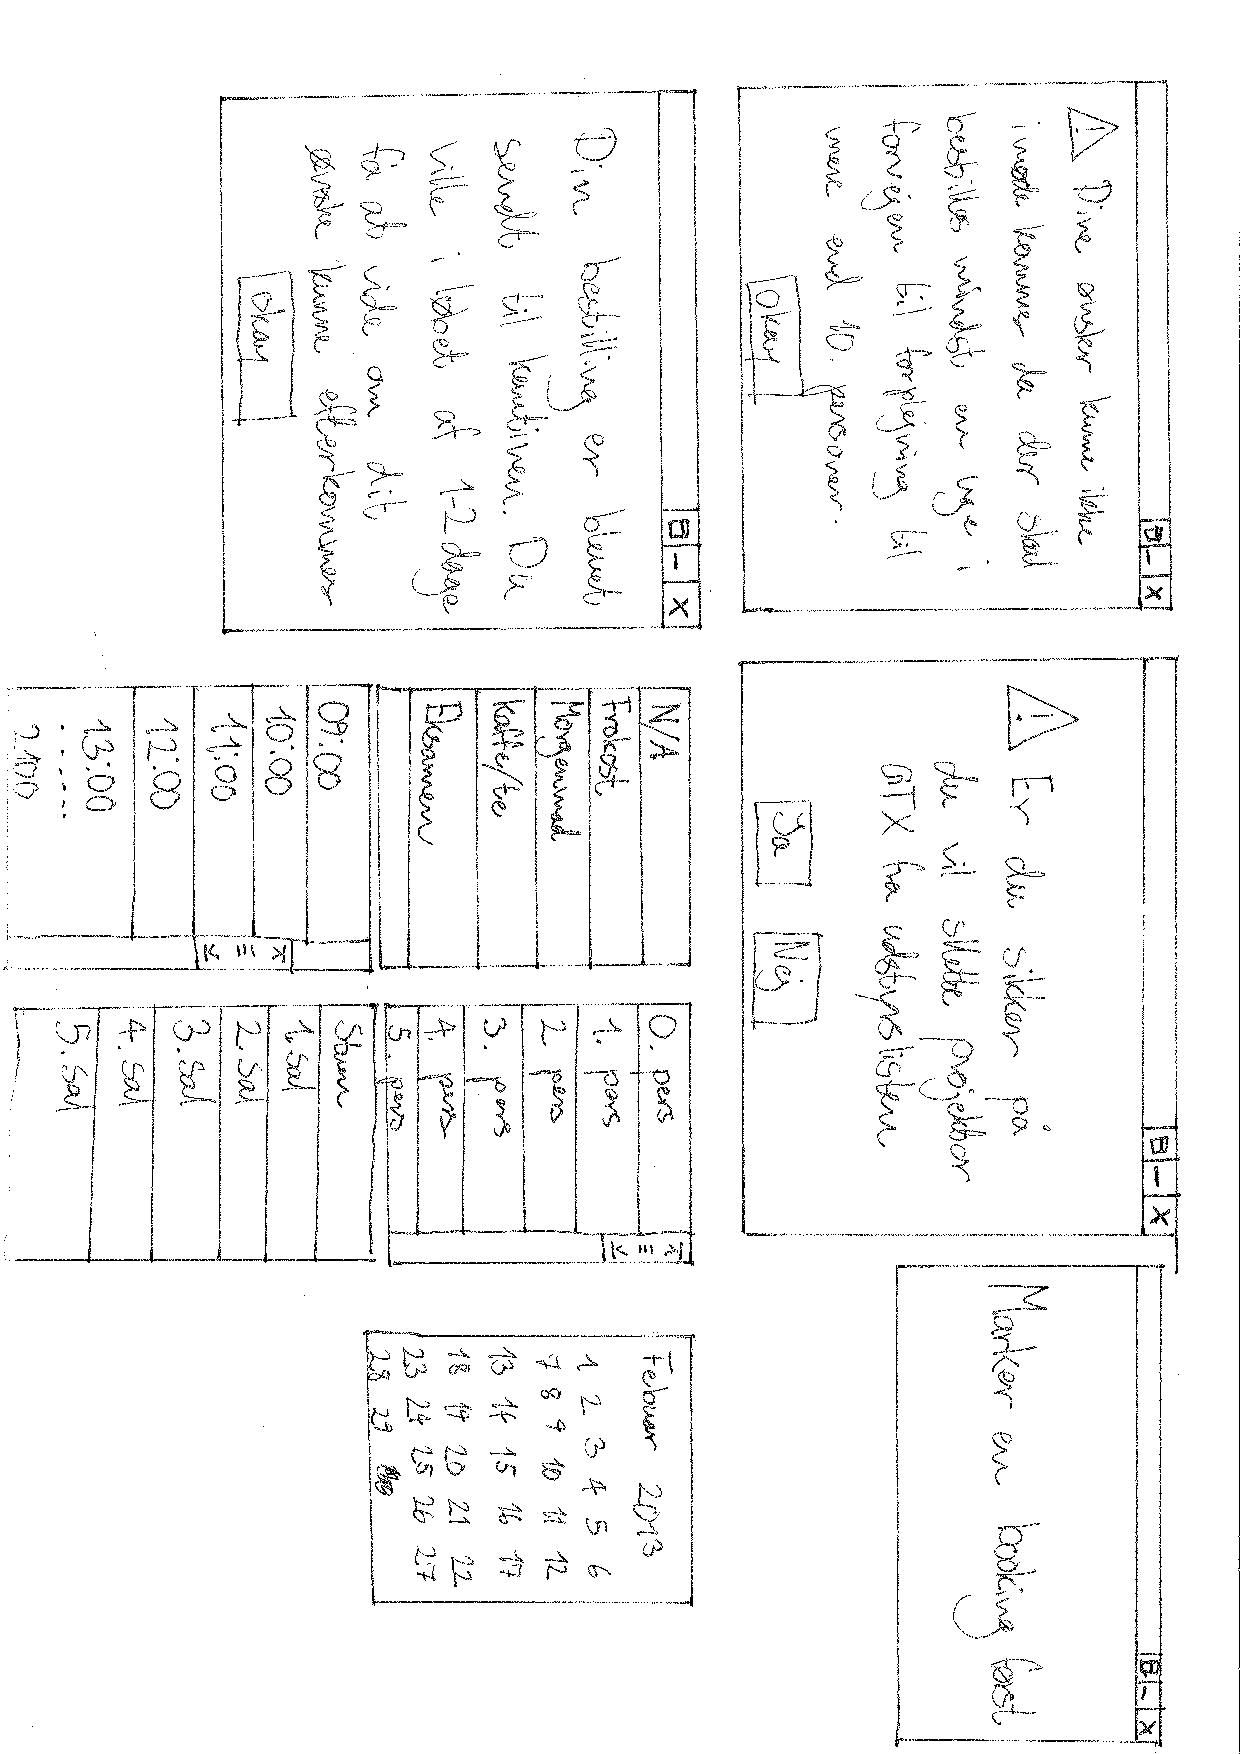 Dine ønsker kunne ikke
imødekommes da der skal
bestilles mindst en uge i
forvejen til forplejning til
mere end 10. personer.
Okay
Er du sikker på
du vil slette projektor
GTX fra udstyrslisten
Ja Nej
Marker en booking først
Din bestilling er blevet
sendt til kantinen. Du
ville i løbet af 1-2 dage
få at vide om dit
ønske kunne efterkommes
Okay
N/A
Frokost
Morgenmad
Kaffe/te
Eksamen
0. pers
1. pers
2 pers
3. pers
4. pers
5. pers
Febuar 2013
1 2 3 4 5 6
7 8 9 10 11 12
13 14 15 16 17
18 19 20 21 22
23 24 25 26 27
28 29
09:00
10:00
11:00
12:00
13:00
......
2100
Stuen
1. sal
2. sal
3. sal
4. sal
5. sal